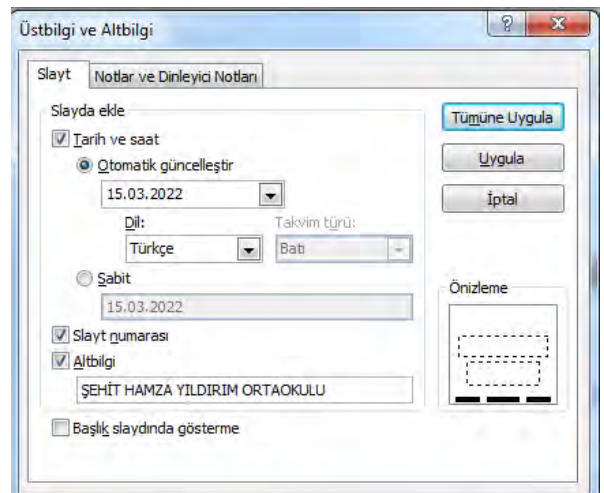 Üstbilgi ve Altbilgi
Slayt Notlar ve Dinleyici Notları
Slayda ekle
Tarih ve saat
Otomatik güncelleştir
15.03.2022
Dil: Takvim türü:
Türkçe Batı
Sabit
15.03.2022
Slayt numarası
Altbilgi
ŞEHİT HAMZA YILDIRIM ORTAOKULU
Başlık slaydında gösterme
Tümüne Uygula
Uygula
İptal
Önizleme